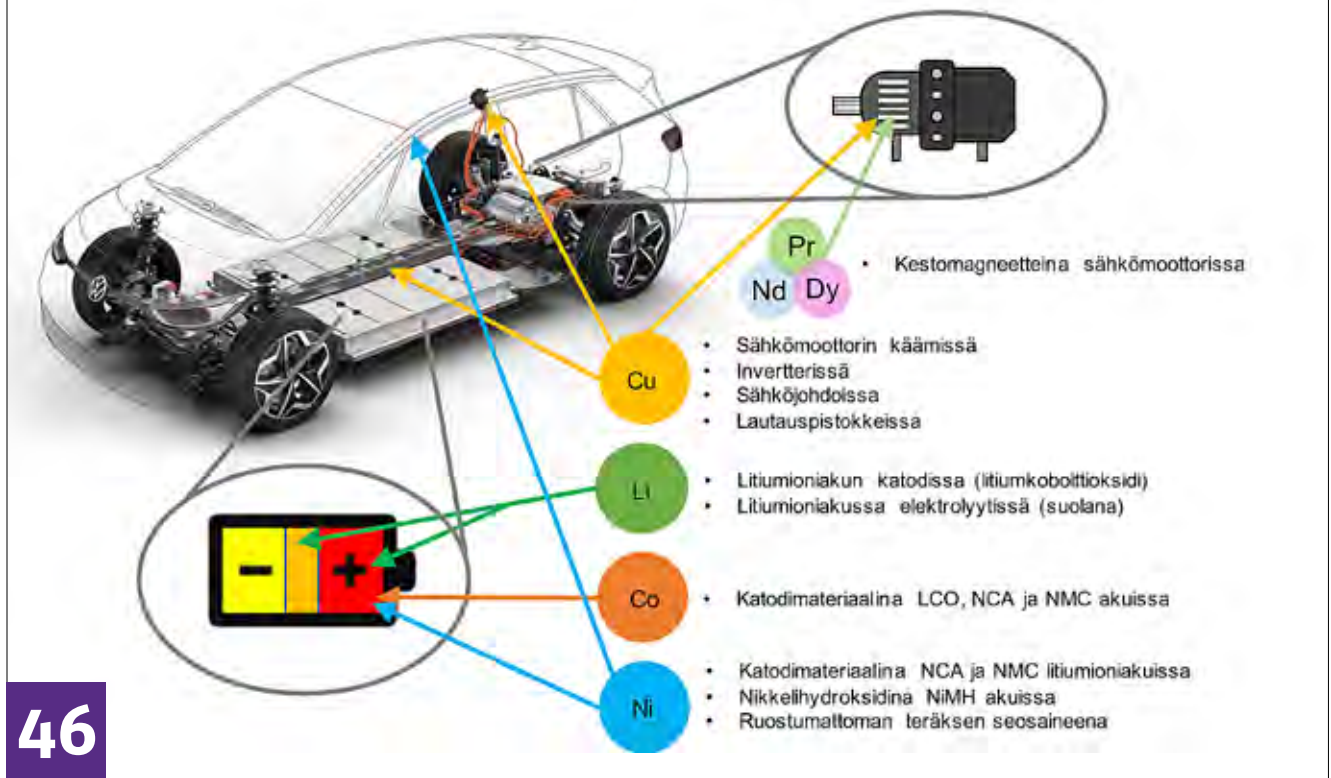 Pr
Nd Dy
• Kestomagneetteina sähkömoottorissa
Cu
• Sähkömoottorin käämissä
• Invertterissä
• Sähköjohdoissa
• Lautauspistokkeissa
Li
• Litiumioniakun katodissa (litiumkobolttioksidi)
• Litiumioniakussa elektrolyytissä (suolana)
- +
Co
• Katodimateriaalina LCO, NCA ja NMC akuissa
Ni
• Katodimateriaalina NCA ja NMC litiumioniakuissa
• Nikkelihydroksidina NiMH akuissa
• Ruostumattoman teräksen seosaineena
46